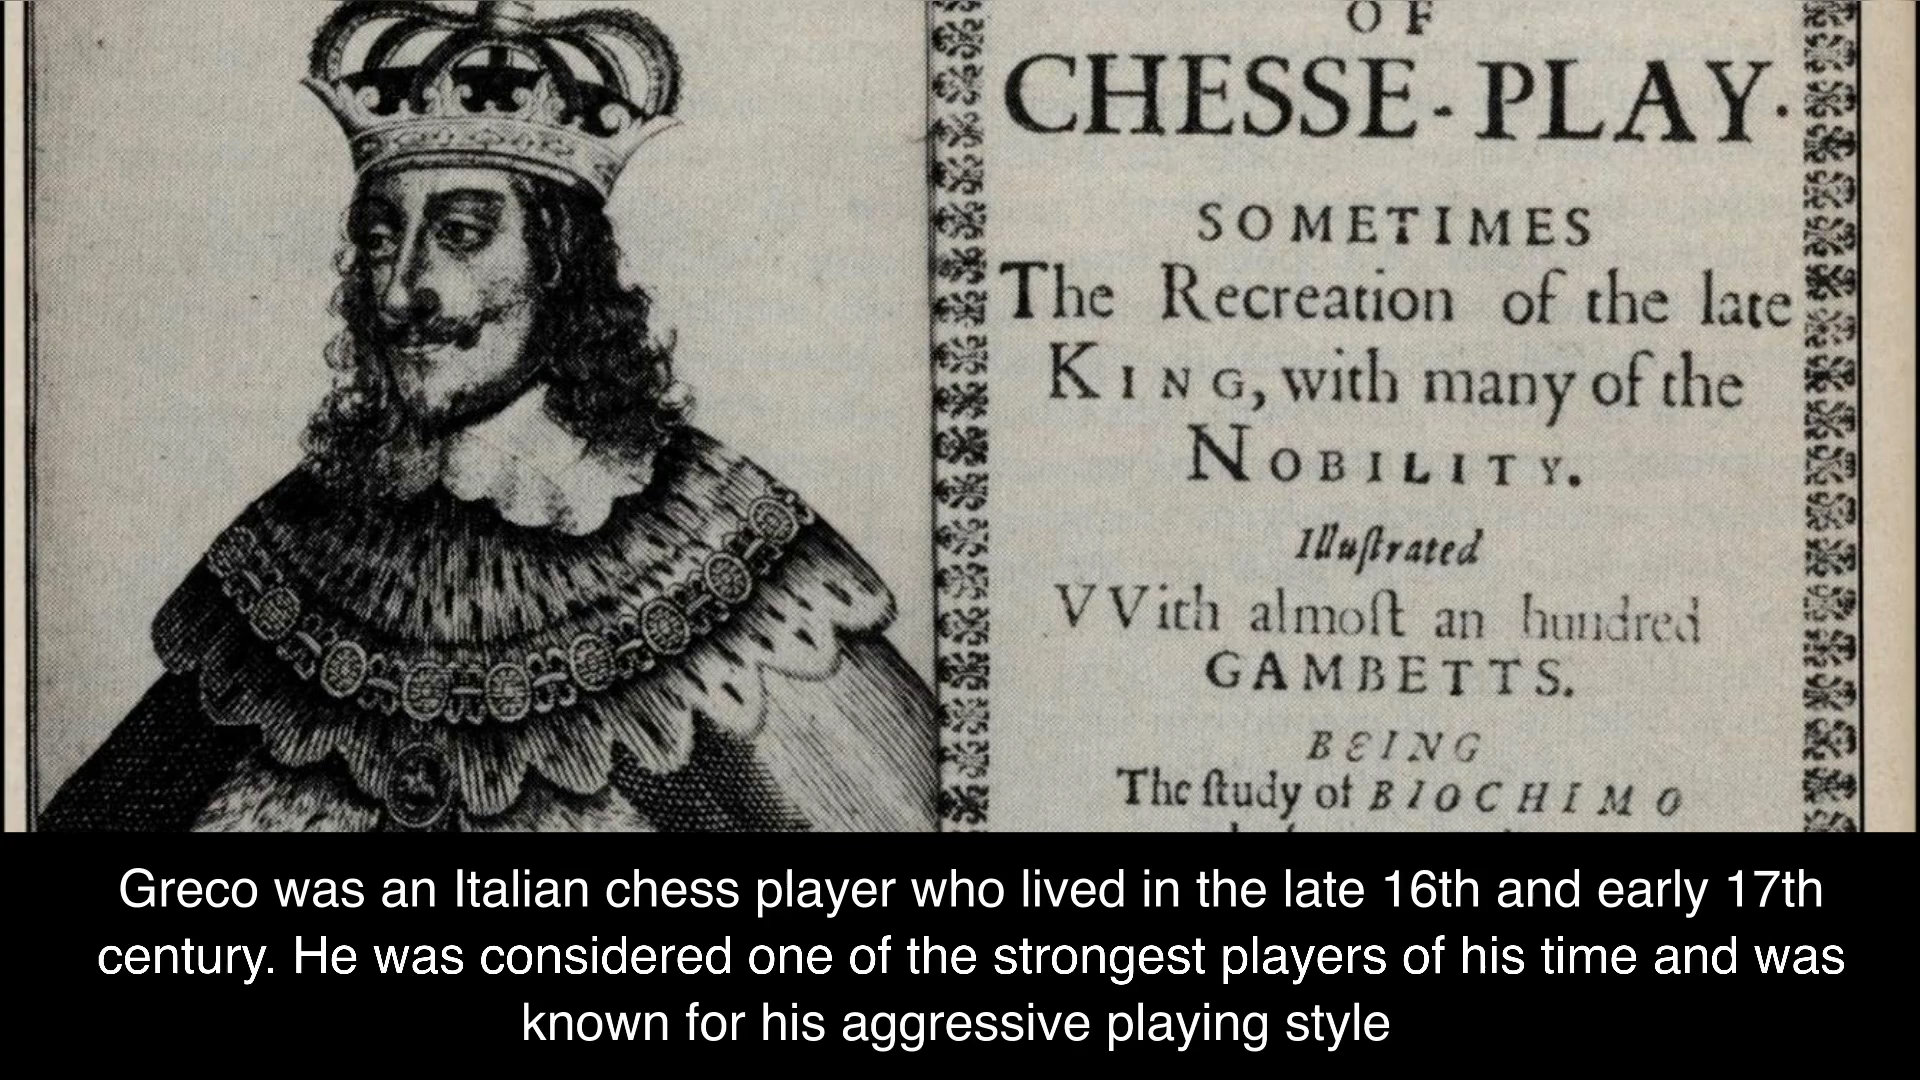 OF
CHESSE-PLAY.
SOMETIMES
The Recreation of the late
KING, with many of the
NOBILITY.
Illuſtrated
VVith almoſt an hundred
GAMBETTS.
BEING
The ſtudy of BIOCHIMO
Greco was an Italian chess player who lived in the late 16th and early 17th
century. He was considered one of the strongest players of his time and was
known for his aggressive playing style